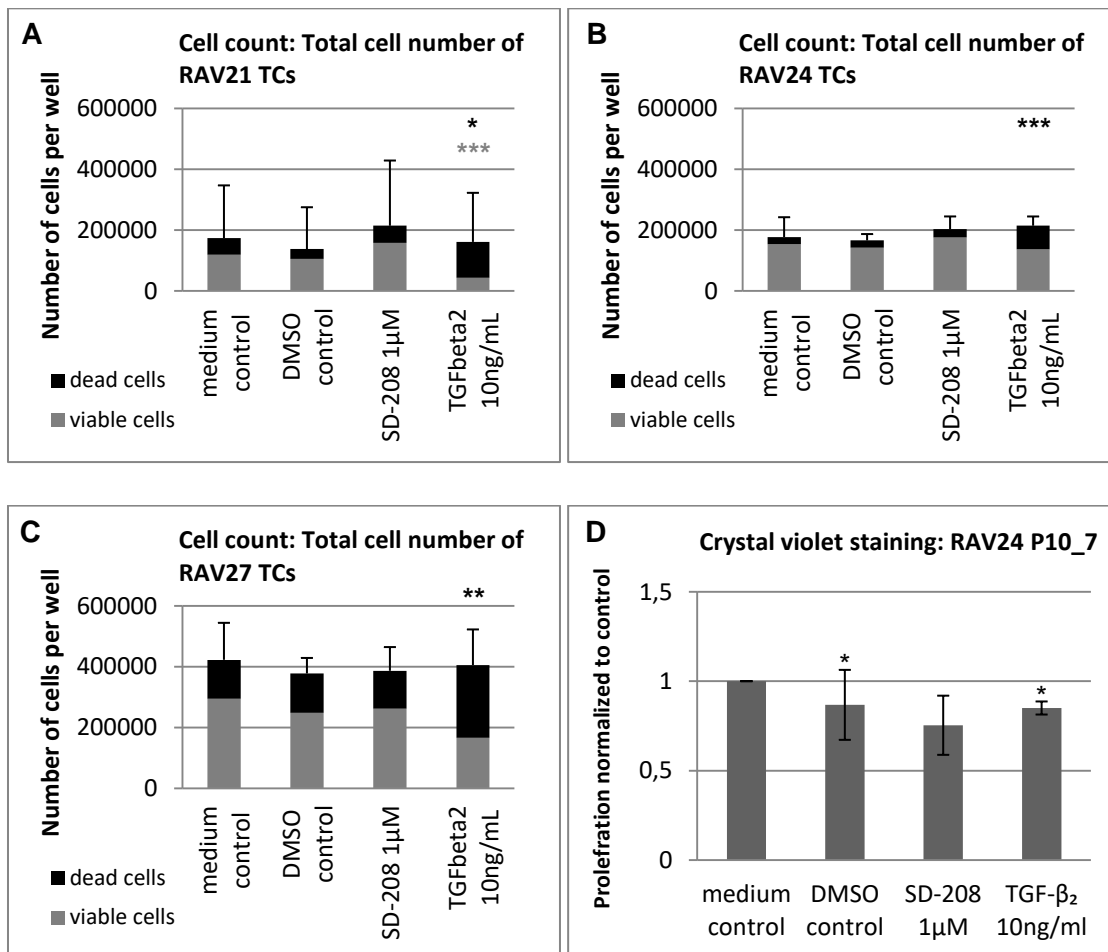 A
Cell count: Total cell number of
RAV21 TCs
Number of cells per well
600000
400000
200000
0
*
***
medium
control
DMSO
control
SD-208 1µM
TGFbeta2
10ng/mL
dead cells
viable cells
B
Cell count: Total cell number of
RAV24 TCs
Number of cells per well
600000
400000
200000
0
***
medium
control
DMSO
control
SD-208 1µM
TGFbeta2
10ng/mL
dead cells
viable cells
C
Cell count: Total cell number of
RAV27 TCs
Number of cells per well
600000
400000
200000
0
**
medium
control
DMSO
control
SD-208 1µM
TGFbeta2
10ng/mL
dead cells
viable cells
D
Crystal violet staining: RAV24 P10_7
Prolefration normalized to control
1,5
1
0,5
0
*
*
medium
control
DMSO
control
SD-208
1µM
TGF-β₂
10ng/ml